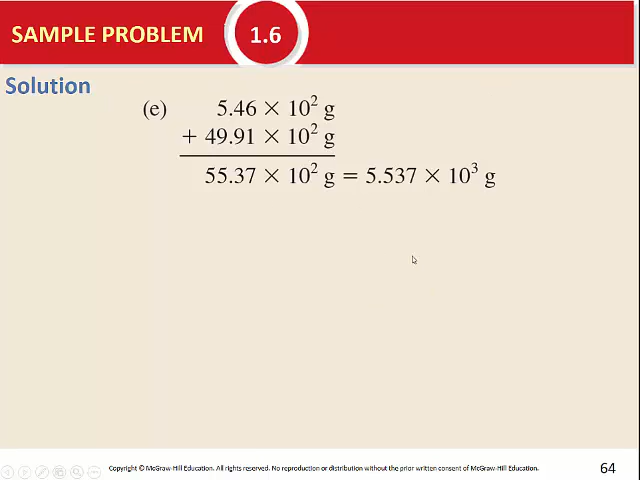 SAMPLE PROBLEM 1.6
Solution
(e) 5.46 × 10² g
+ 49.91 × 10² g
55.37 × 10² g = 5.537 × 10³ g
Copyright © McGraw-Hill Education. All rights reserved. No reproduction or distribution without the prior written consent of McGraw-Hill Education.
64